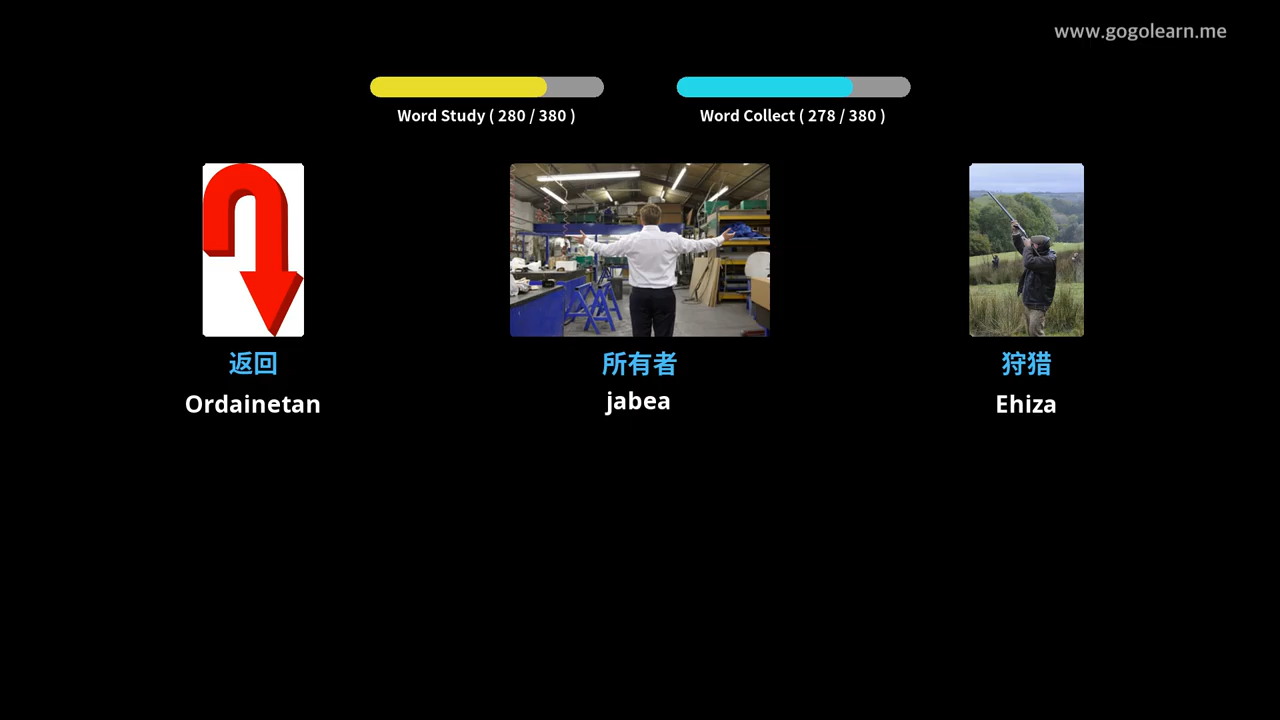 www.gogolearn.me
Word Study ( 280 / 380 )
Word Collect ( 278 / 380 )
返回
所有者
狩猎
Ordainetan
jabea
Ehiza